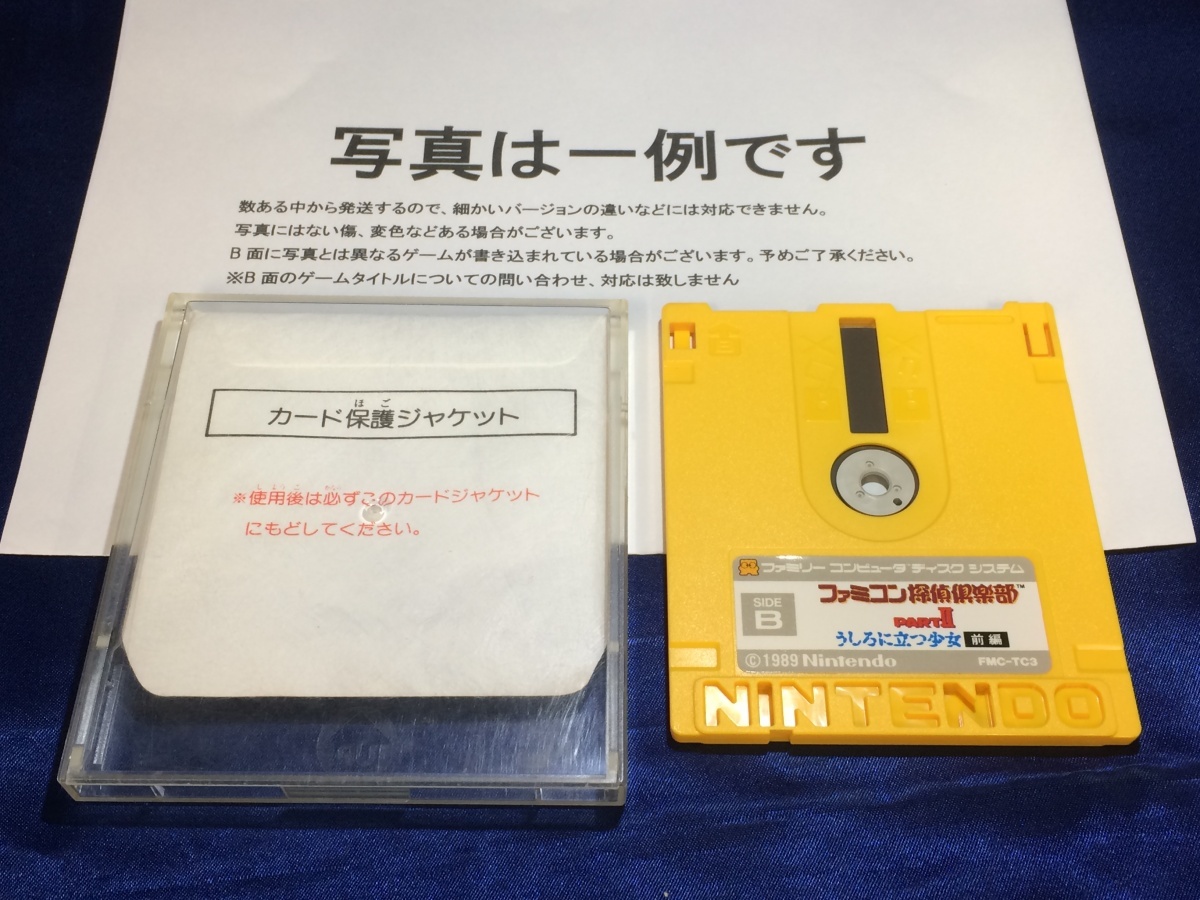 写真は一例です
数ある中から発送するので、細かいバージョンの違いなどには対応できません。
写真にはない傷、変色などある場合がございます。
B 面に写真とは異なるゲームが書き込まれている場合がございます。予めご了承ください。
※B 面のゲームタイトルについての問い合わせ、対応は致しません
ほ ご
カード保護ジャケット
※使用後は必ずこのカードジャケット
にもどしてください。
ファミリー コンピュータ ディスク システム
SIDE
B
ファミコン探偵倶楽部™
PARTⅡ
うしろに立つ少女 前編
©1989 Nintendo FMC-TC3
NINTENDO